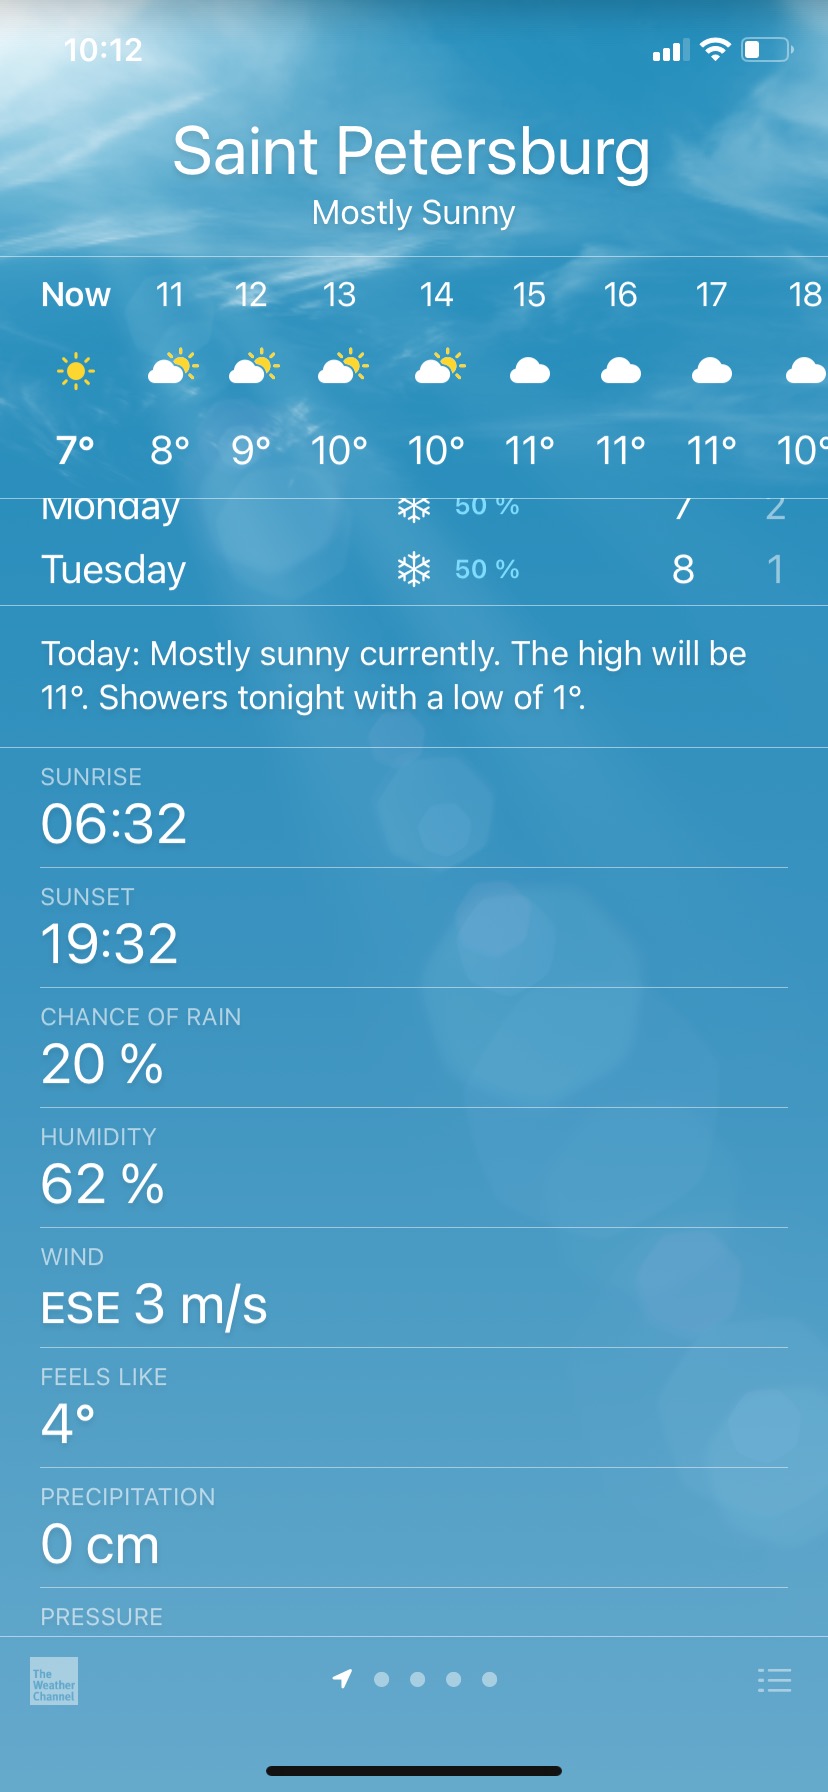 10:12
Saint Petersburg
Mostly Sunny
Now 11 12 13 14 15 16 17 18
7° 8° 9° 10° 10° 11° 11° 11° 10°
Monday 50 % 7 2
Tuesday 50 % 8 1
Today: Mostly sunny currently. The high will be
11°. Showers tonight with a low of 1°.
SUNRISE
06:32
SUNSET
19:32
CHANCE OF RAIN
20 %
HUMIDITY
62 %
WIND
ESE 3 m/s
FEELS LIKE
4°
PRECIPITATION
0 cm
PRESSURE
The
Weather
Channel